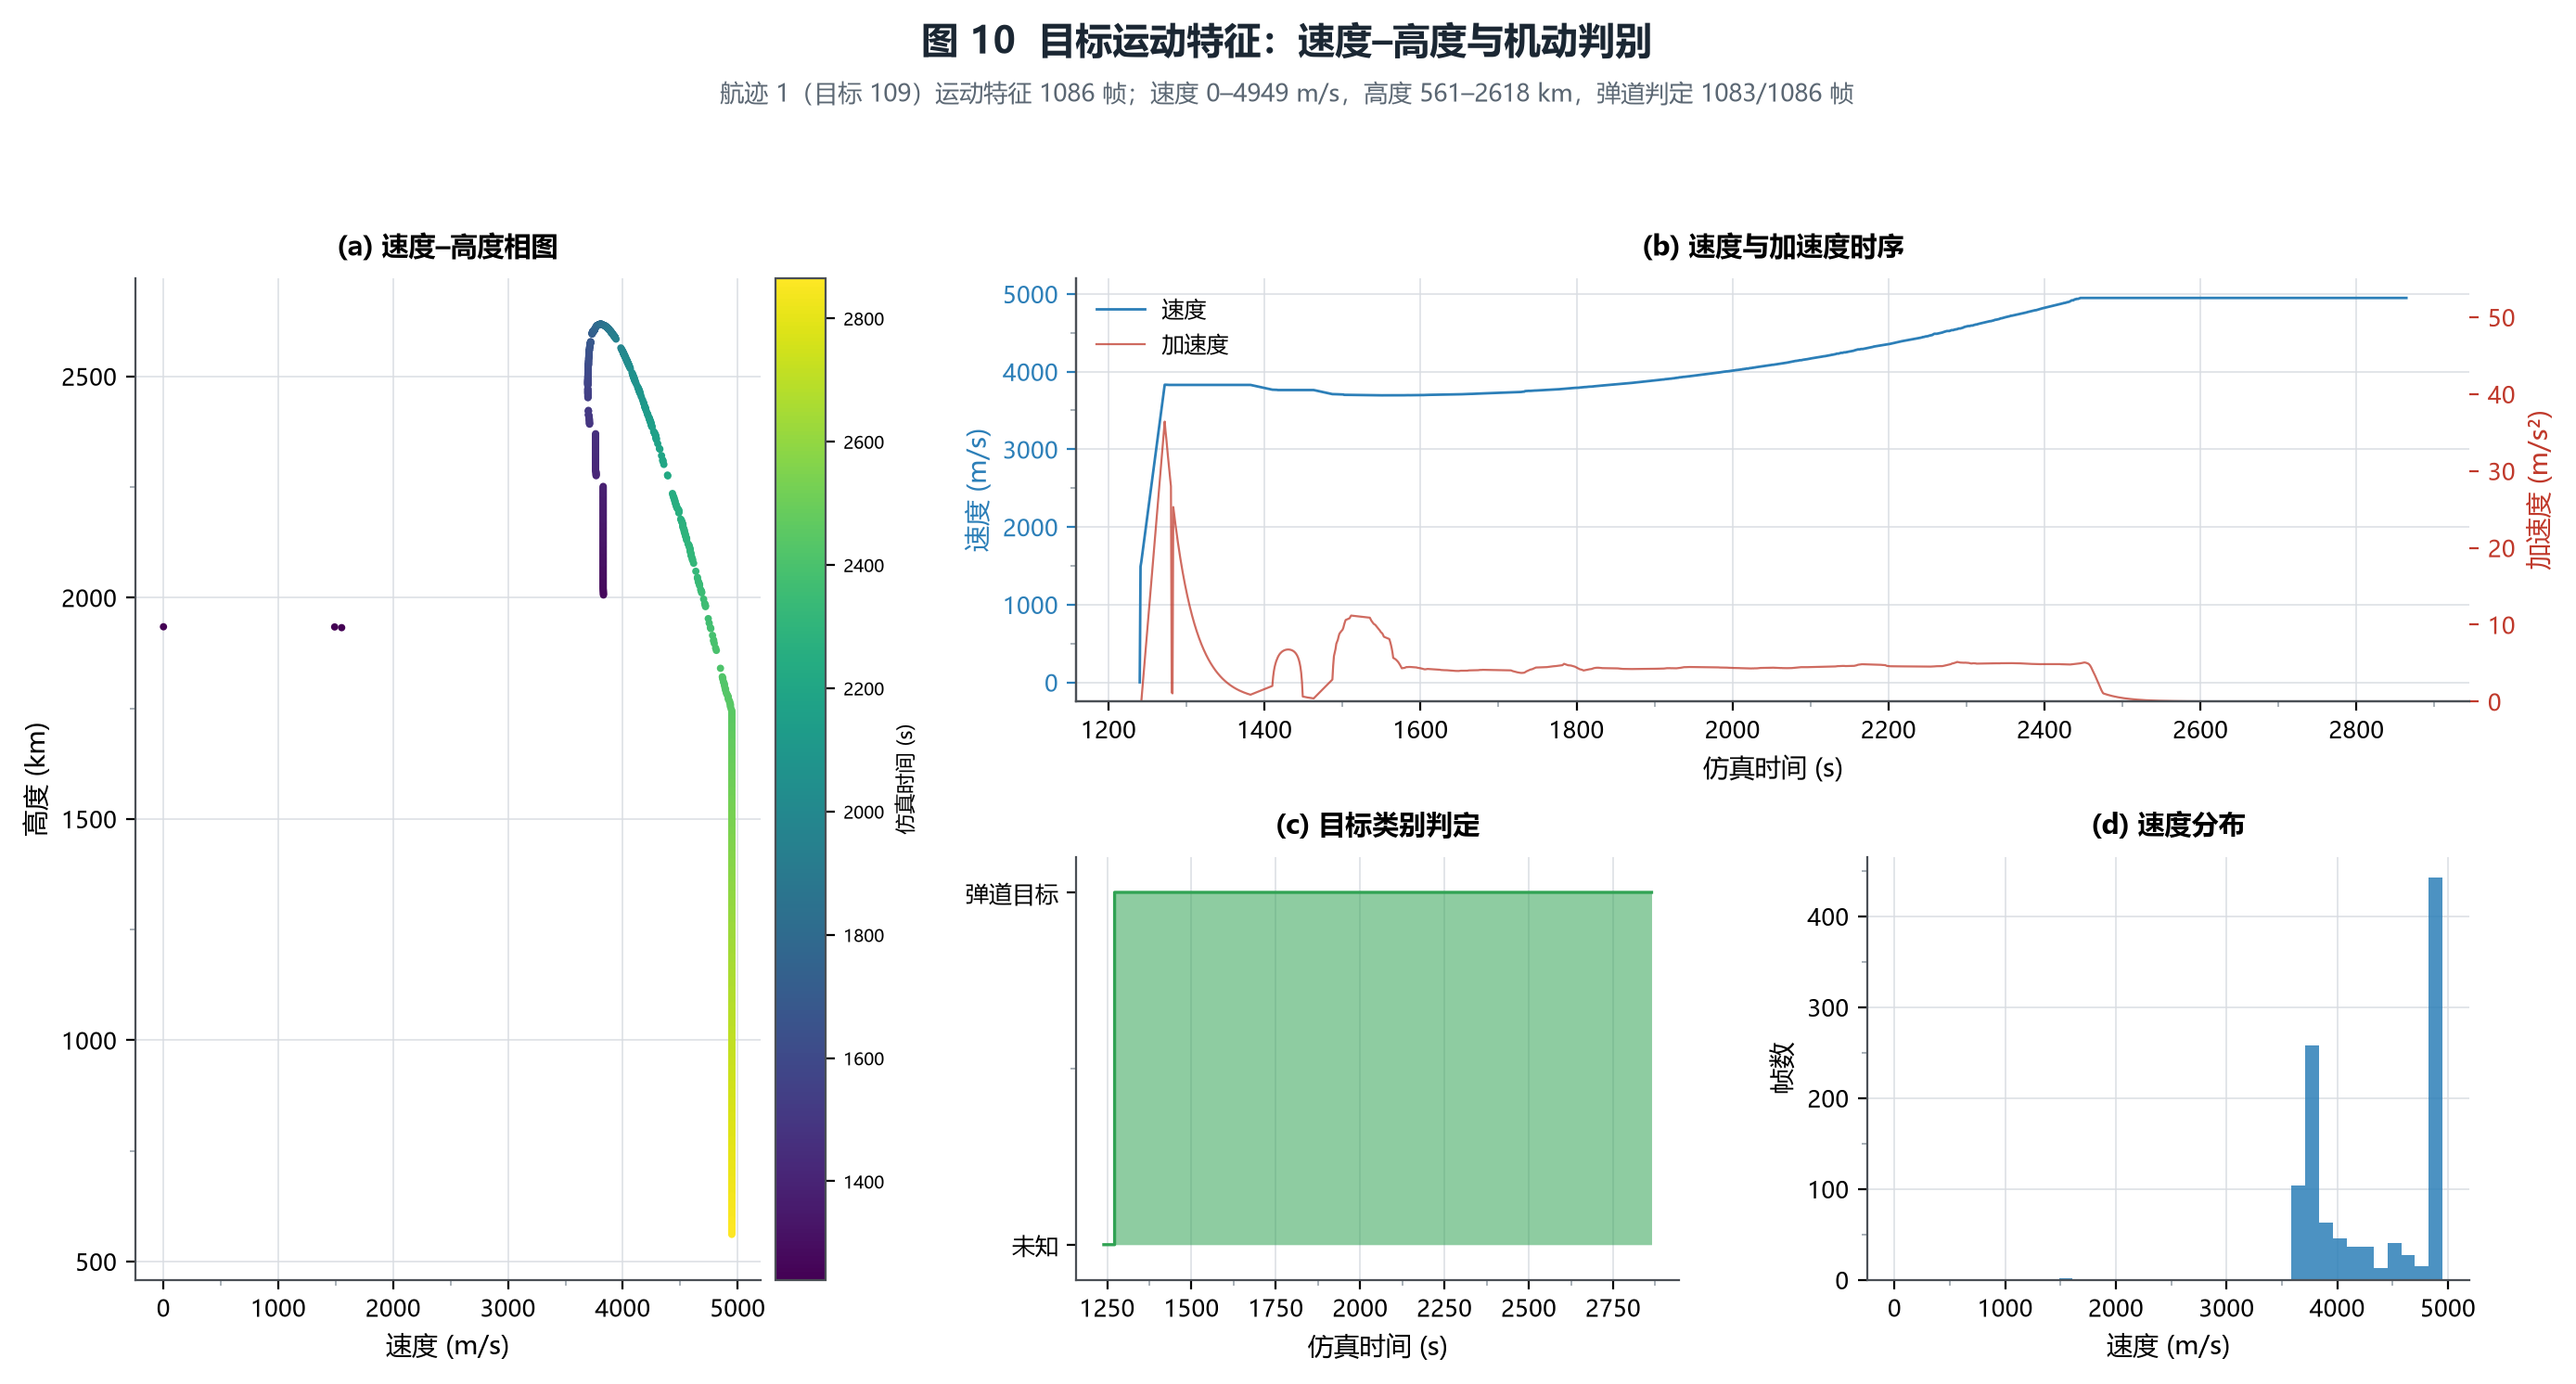 图 10 目标运动特征：速度–高度与机动判别
航迹 1（目标 109）运动特征 1086 帧；速度 0–4949 m/s，高度 561–2618 km，弹道判定 1083/1086 帧
(a) 速度–高度相图
高度 (km)
2500
2000
1500
1000
500
0 1000 2000 3000 4000 5000
速度 (m/s)
2800
2600
2400
2200
2000
1800
1600
1400
仿真时间 (s)
(b) 速度与加速度时序
速度 (m/s)
5000
4000
3000
2000
1000
0
速度
加速度
50
40
30
20
10
0
加速度 (m/s²)
1200 1400 1600 1800 2000 2200 2400 2600 2800
仿真时间 (s)
(c) 目标类别判定
弹道目标
未知
1250 1500 1750 2000 2250 2500 2750
仿真时间 (s)
(d) 速度分布
帧数
400
300
200
100
0
0 1000 2000 3000 4000 5000
速度 (m/s)